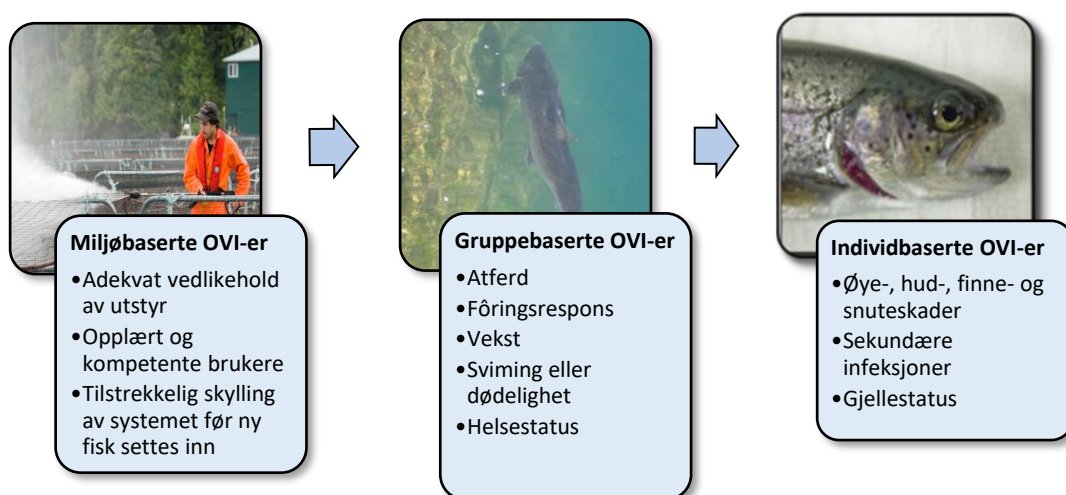 Miljøbaserte OVI-er
•Adekvat vedlikehold
av utstyr
•Opplært og
kompetente brukere
•Tilstrekkelig skylling
av systemet før ny
fisk settes inn
Gruppebaserte OVI-er
•Atferd
•Fôringsrespons
•Vekst
•Sviming eller
dødelighet
•Helsestatus
Individbaserte OVI-er
•Øye-, hud-, finne- og
snuteskader
•Sekundære
infeksjoner
•Gjellestatus